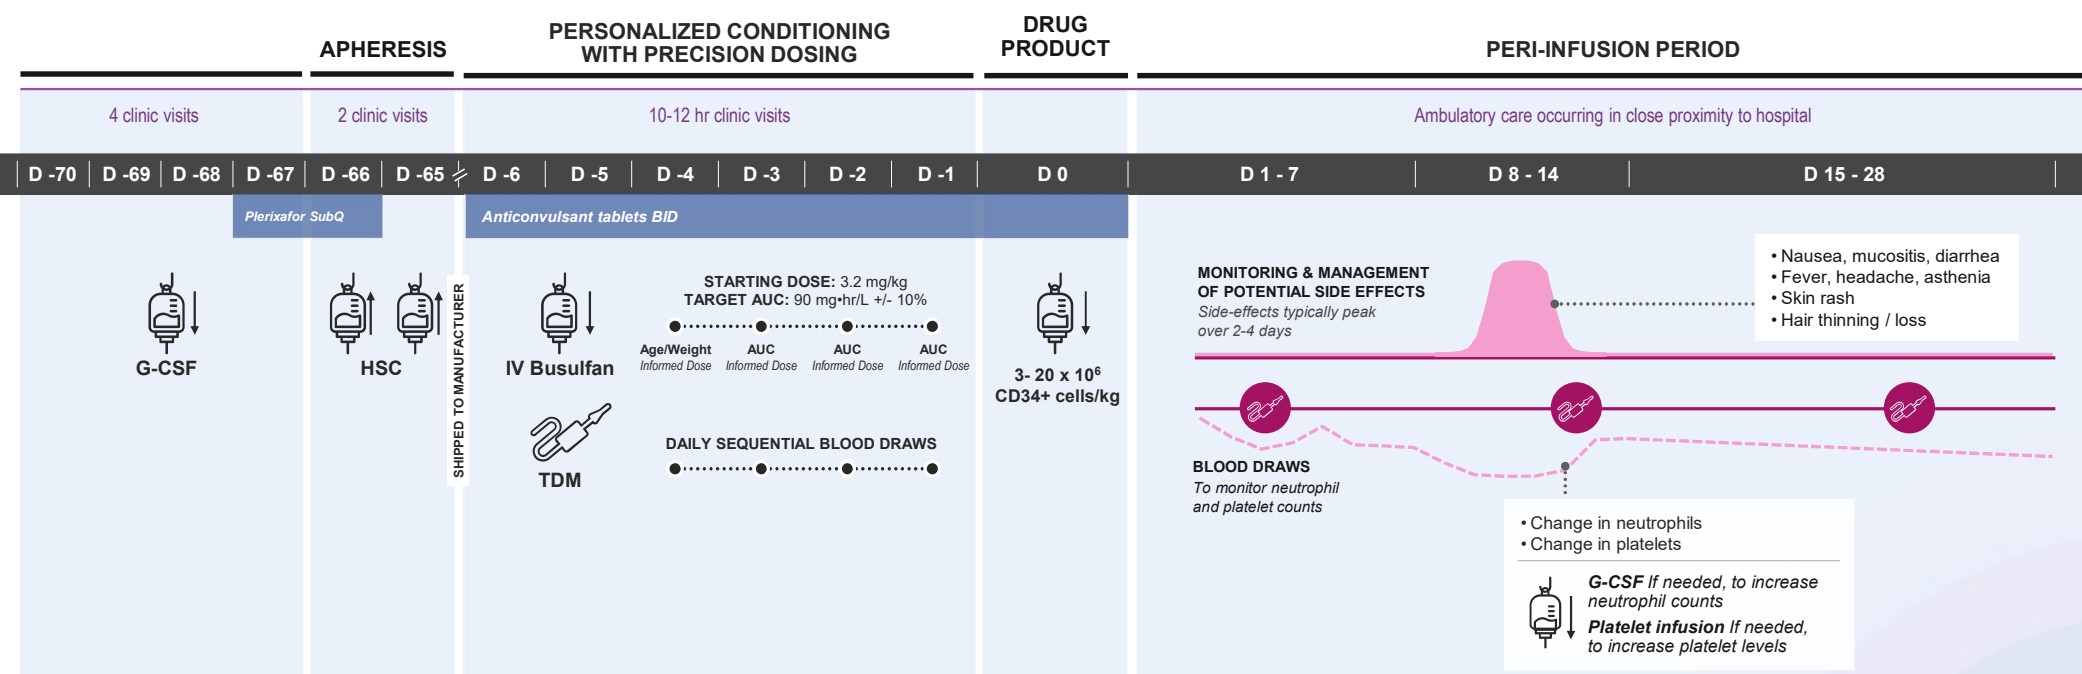 APHERESIS
PERSONALIZED CONDITIONING
WITH PRECISION DOSING
DRUG
PRODUCT
PERI-INFUSION PERIOD
4 clinic visits
2 clinic visits
10-12 hr clinic visits
Ambulatory care occurring in close proximity to hospital
D -70
D -69
D -68
D -67
D -66
D -65
D -6
D -5
D -4
D -3
D -2
D -1
D 0
D 1 - 7
D 8 - 14
D 15 - 28
Plerixafor SubQ
Anticonvulsant tablets BID
G-CSF
HSC
SHIPPED TO MANUFACTURER
IV Busulfan
TDM
STARTING DOSE: 3.2 mg/kg
TARGET AUC: 90 mg•hr/L +/- 10%
Age/Weight
Informed Dose
AUC
Informed Dose
AUC
Informed Dose
AUC
Informed Dose
DAILY SEQUENTIAL BLOOD DRAWS
3- 20 x 10⁶
CD34+ cells/kg
MONITORING & MANAGEMENT
OF POTENTIAL SIDE EFFECTS
Side-effects typically peak
over 2-4 days
• Nausea, mucositis, diarrhea
• Fever, headache, asthenia
• Skin rash
• Hair thinning / loss
BLOOD DRAWS
To monitor neutrophil
and platelet counts
• Change in neutrophils
• Change in platelets
G-CSF If needed, to increase
neutrophil counts
Platelet infusion If needed,
to increase platelet levels